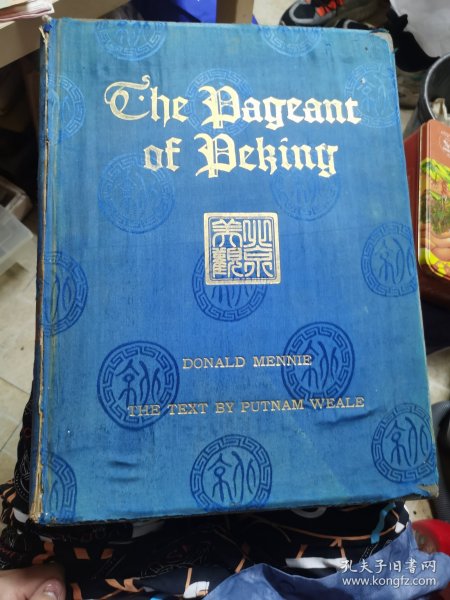 The Pageant
of Peking
北京
美觀
DONALD MENNIE
THE TEXT BY PUTNAM WEALE
孔夫子旧书网
www.kongfz.com